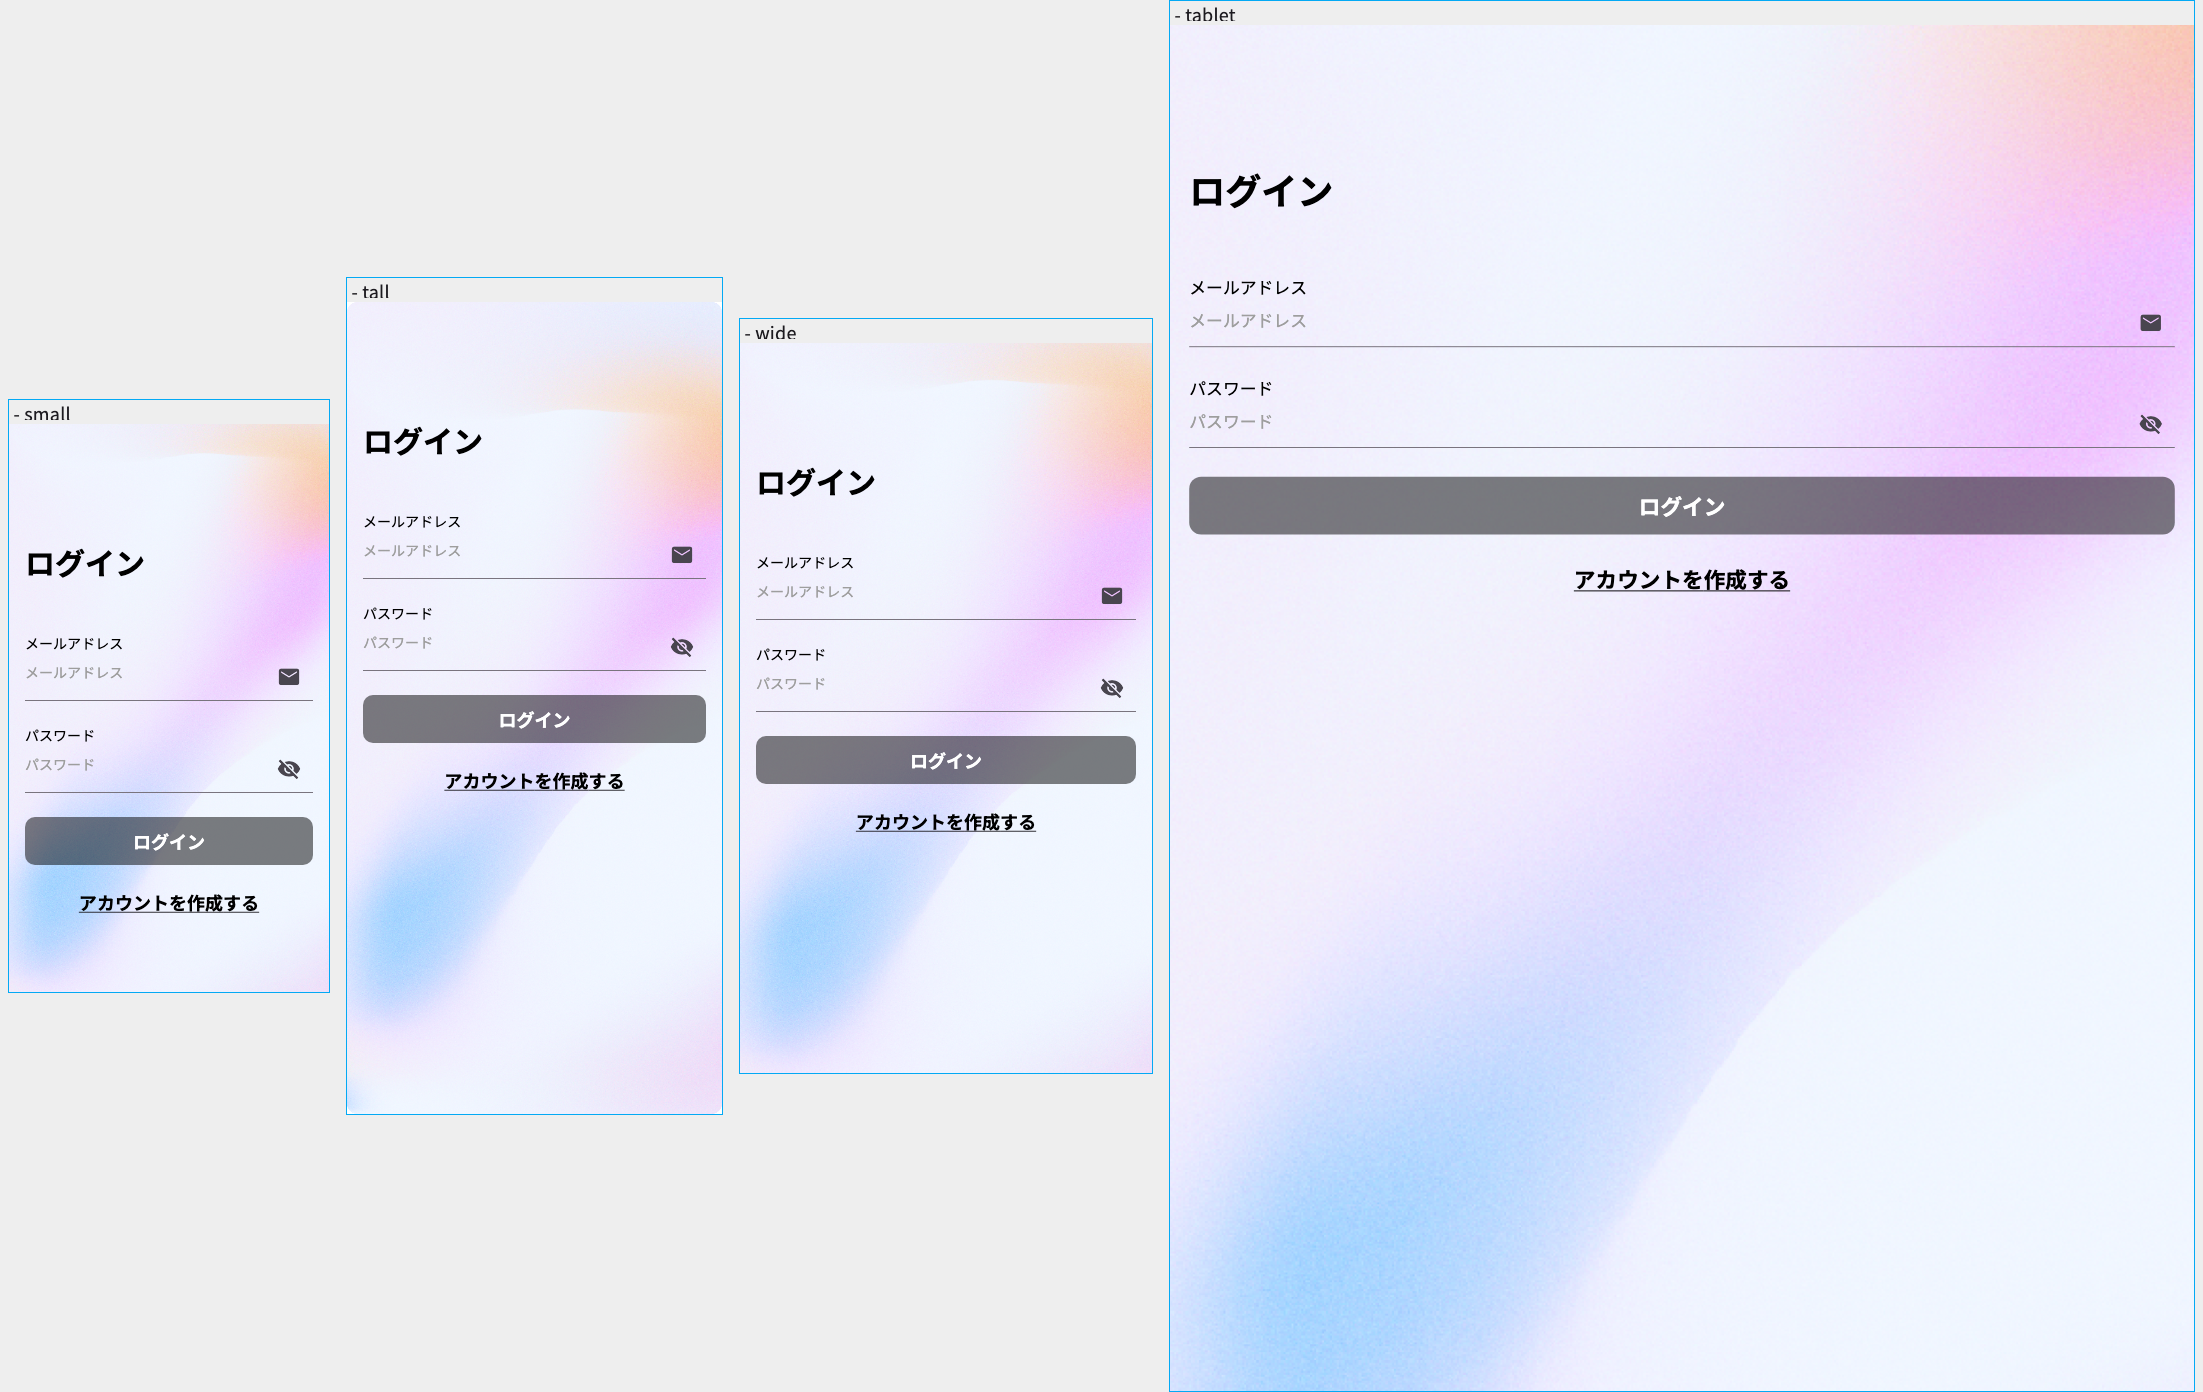 - small
ログイン
メールアドレス
メールアドレス
パスワード
パスワード
ログイン
アカウントを作成する
- tall
ログイン
メールアドレス
メールアドレス
パスワード
パスワード
ログイン
アカウントを作成する
- wide
ログイン
メールアドレス
メールアドレス
パスワード
パスワード
ログイン
アカウントを作成する
- tablet
ログイン
メールアドレス
メールアドレス
パスワード
パスワード
ログイン
アカウントを作成する